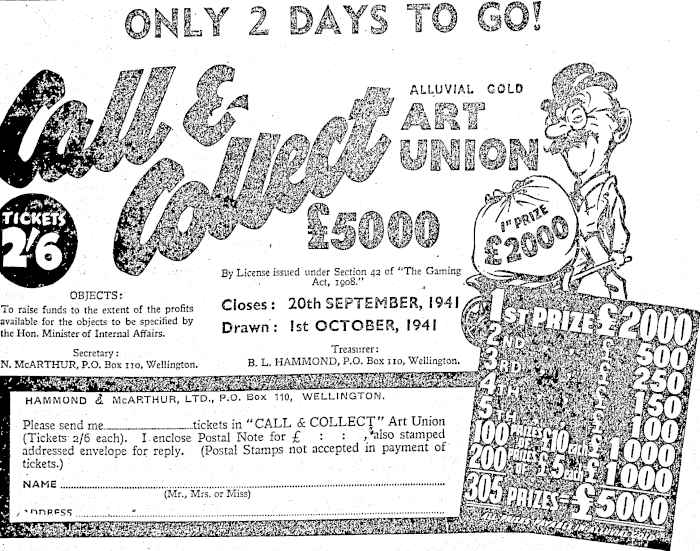 ONLY 2 DAYS TO GO!
Call &
Collect
ALLUVIAL GOLD
ART
UNION
£5000
TICKETS
2/6
1st PRIZE
£2000
By License issued under Section 42 of "The Gaming
Act, 1908."
Closes: 20th SEPTEMBER, 1941
Drawn: 1st OCTOBER, 1941
OBJECTS:
To raise funds to the extent of the profits
available for the objects to be specified by
the Hon. Minister of Internal Affairs.
Secretary:
N. McARTHUR, P.O. Box 110, Wellington.
Treasurer:
B. L. HAMMOND, P.O. Box 110, Wellington.
1ST PRIZE £2000
2ND " £ 500
3RD " £ 250
4TH " £ 150
5TH " £ 100
100 PRIZES OF £10 EACH £1000
200 PRIZES OF £5 EACH £1000
305 PRIZES = £5000
HAMMOND & McARTHUR, LTD., P.O. Box 110, WELLINGTON.
Please send me..............tickets in "CALL & COLLECT" Art Union
(Tickets 2/6 each). I enclose Postal Note for £ : : , also stamped
addressed envelope for reply. (Postal Stamps not accepted in payment of
tickets.)
NAME
(Mr., Mrs. or Miss)
ADDRESS